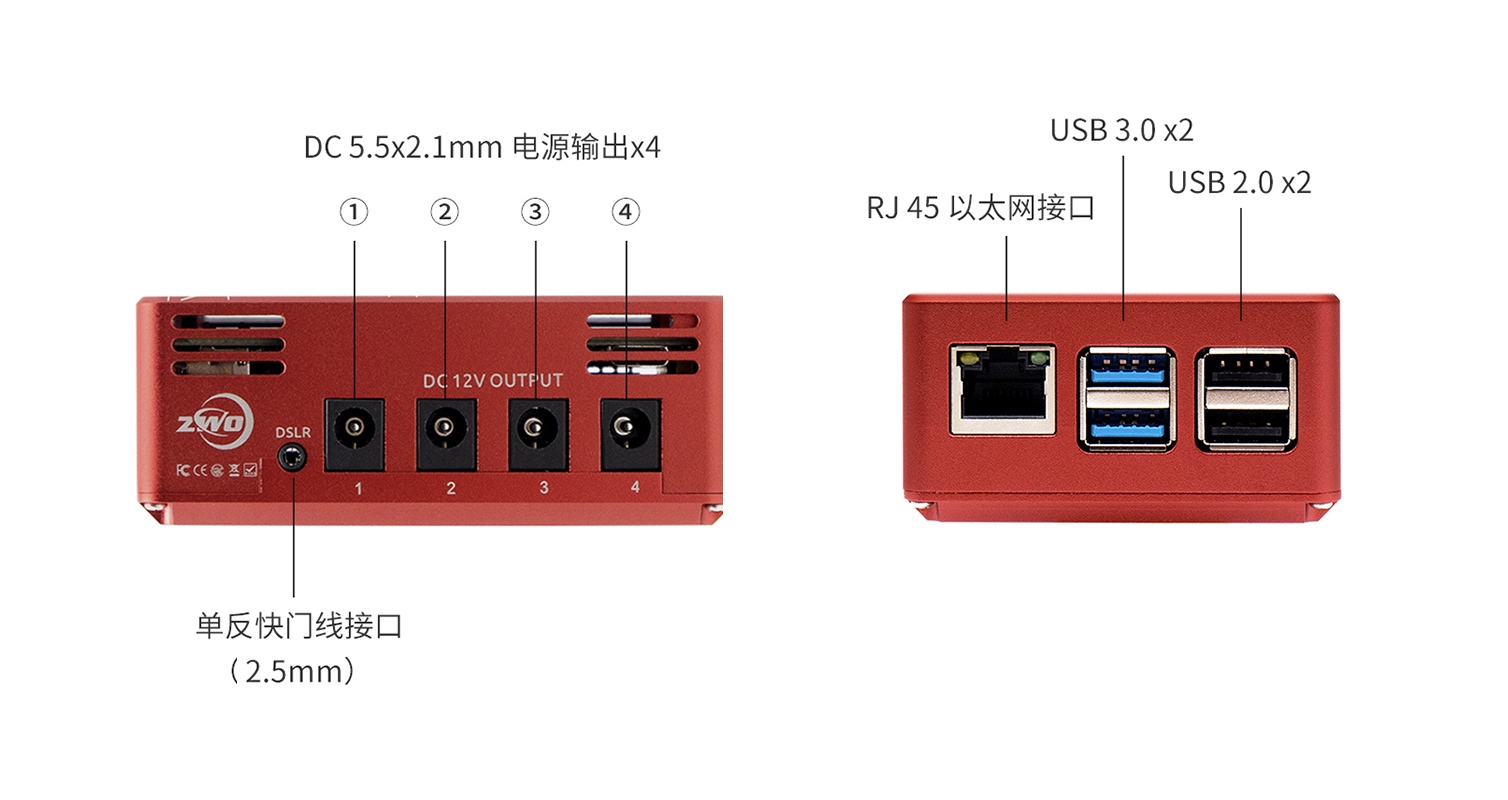 DC 5.5x2.1mm 电源输出x4
① ② ③ ④
DC 12V OUTPUT
ZWO
DSLR
FC CE
1 2 3 4
单反快门线接口
（2.5mm）
USB 3.0 x2
USB 2.0 x2
RJ 45 以太网接口